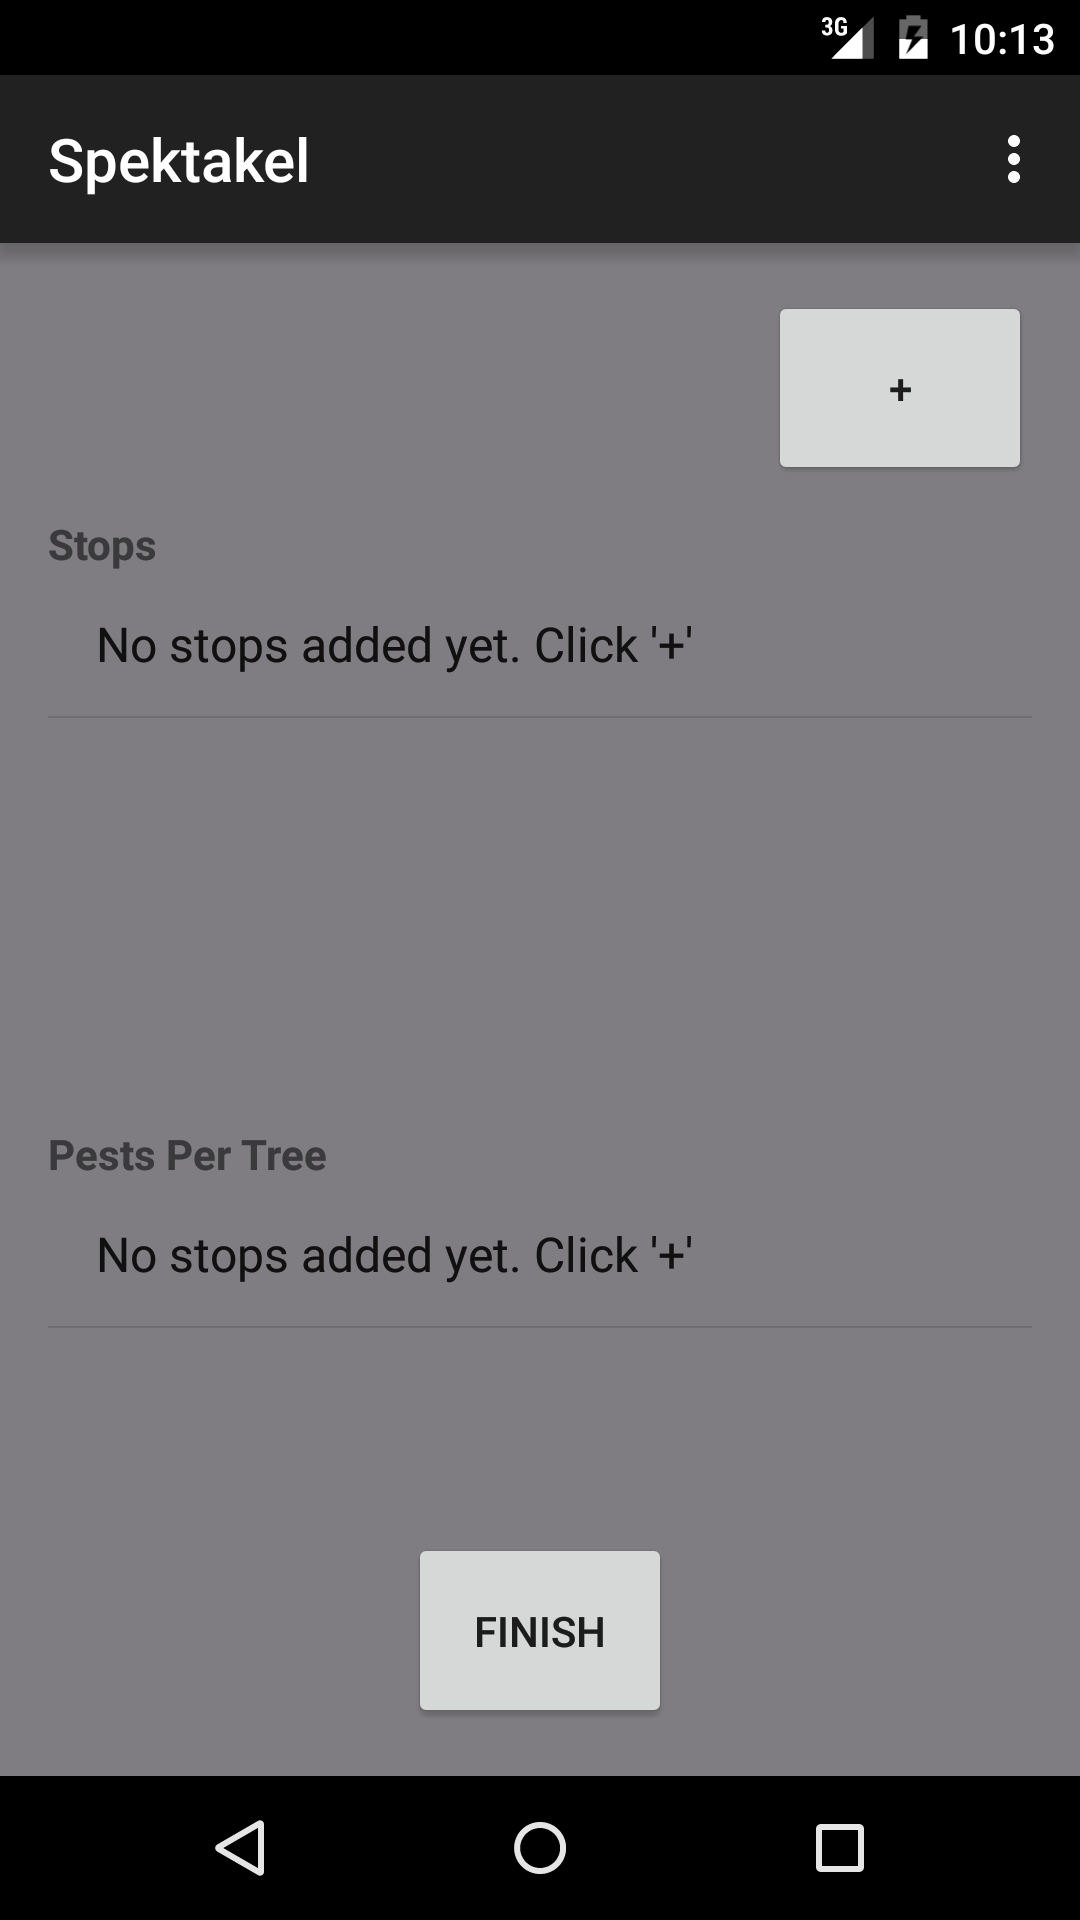 3G 10:13
Spektakel
+
Stops
No stops added yet. Click '+'
Pests Per Tree
No stops added yet. Click '+'
FINISH